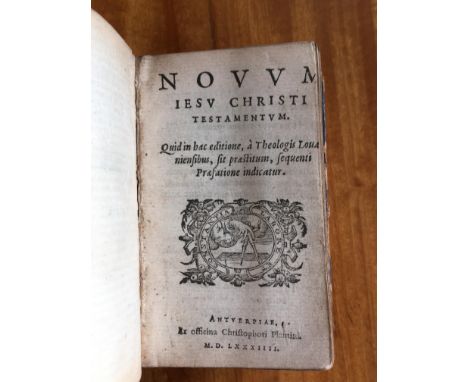 NOVVM
IESV CHRISTI
TESTAMENTVM.
Quid in hac editione, à Theologis Loua
niensibus, sit præstitum, sequenti
Præfatione indicatur.
ANTVERPIAE,
Ex officina Christophori Plantini.
M. D. LXXXIIII.